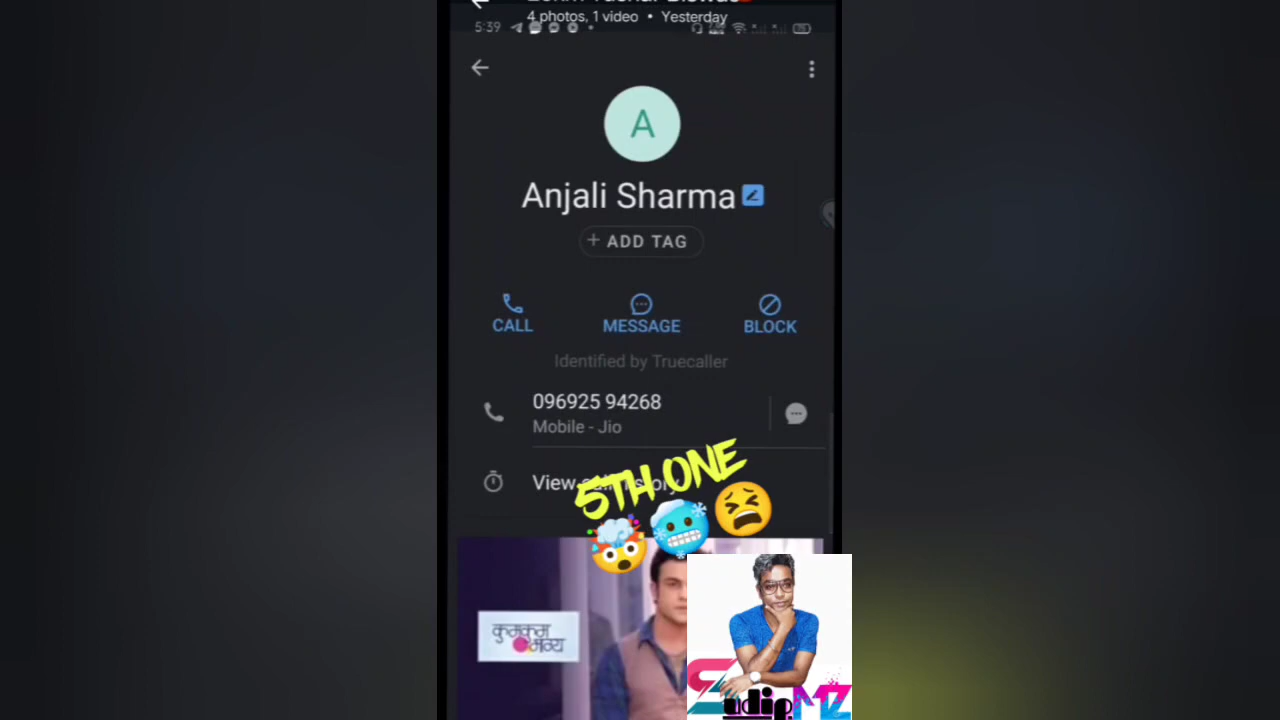 4 photos, 1 video • Yesterday
5:39
A
Anjali Sharma
+ ADD TAG
CALL
MESSAGE
BLOCK
Identified by Truecaller
096925 94268
Mobile - Jio
View
5TH ONE
कुमकुम
भाग्य
SudipMZ